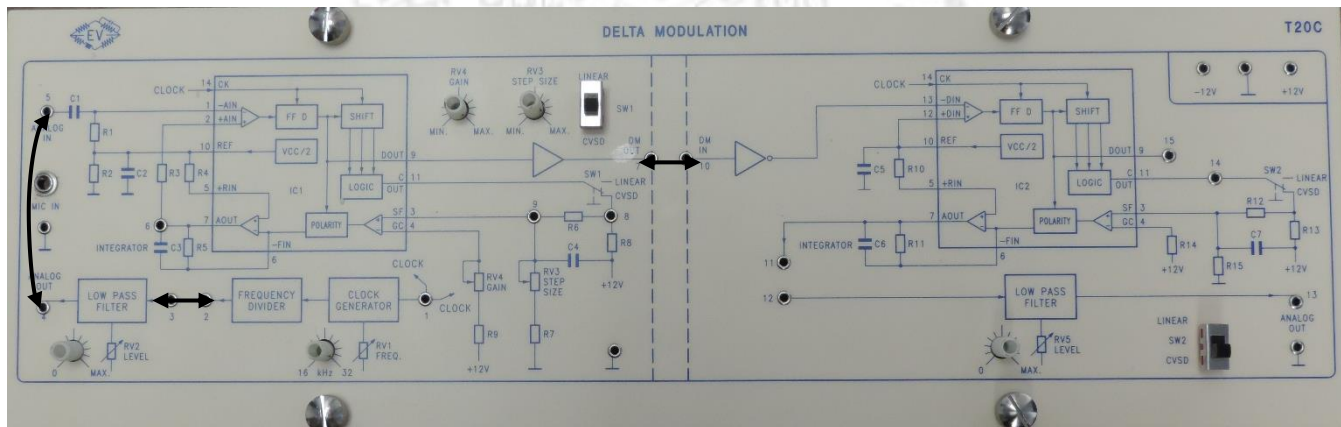 EV
DELTA MODULATION
T20C
5
C1
ANALOG
IN
R1
R2
C2
R3
R4
MIC IN
6
INTEGRATOR
C3
R5
CLOCK
14 CK
1 -AIN
2 +AIN
10 REF
FF D
SHIFT
VCC/2
LOGIC
DOUT 9
C
OUT
11
5 +RIN
IC1
7 AOUT
POLARITY
SF 3
GC 4
-FIN
6
RV4
GAIN
MIN. MAX.
RV3
STEP SIZE
MIN. MAX.
LINEAR
SW1
CVSD
DM
OUT
SW1
LINEAR
CVSD
9
R6
8
C4
R8
+12V
RV3
STEP
SIZE
R7
RV4
GAIN
R9
+12V
ANALOG
OUT
4
LOW PASS
FILTER
3
2
FREQUENCY
DIVIDER
CLOCK
GENERATOR
CLOCK
CLOCK
1
0 MAX.
RV2
LEVEL
16 kHz 32
RV1
FREQ.
DM
IN
10
CLOCK
14 CK
13 -DIN
12 +DIN
10 REF
FF D
SHIFT
VCC/2
LOGIC
DOUT 9
15
C
OUT
11
14
C5
R10
5 +RIN
IC2
7 AOUT
POLARITY
SF 3
GC 4
-FIN
6
11
INTEGRATOR
C6
R11
12
LOW PASS
FILTER
RV5
LEVEL
0 MAX.
R14
+12V
R15
R12
C7
R13
+12V
LINEAR
CVSD
SW2
-12V
+12V
13
ANALOG
OUT
LINEAR
SW2
CVSD